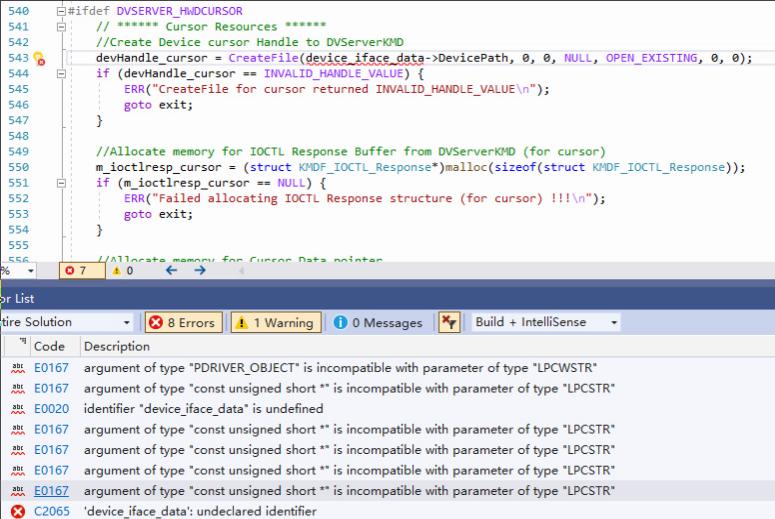 540 #ifdef DVSERVER_HWDCURSOR
541 // ****** Cursor Resources ******
542 //Create Device cursor Handle to DVServerKMD
543 devHandle_cursor = CreateFile(device_iface_data->DevicePath, 0, 0, NULL, OPEN_EXISTING, 0, 0);
544 if (devHandle_cursor == INVALID_HANDLE_VALUE) {
545 ERR("CreateFile for cursor returned INVALID_HANDLE_VALUE\n");
546 goto exit;
547 }
548
549 //Allocate memory for IOCTL Response Buffer from DVServerKMD (for cursor)
550 m_ioctlresp_cursor = (struct KMDF_IOCTL_Response*)malloc(sizeof(struct KMDF_IOCTL_Response));
551 if (m_ioctlresp_cursor == NULL) {
552 ERR("Failed allocating IOCTL Response structure (for cursor) !!!\n");
553 goto exit;
554 }
555
556 //Allocate memory for Cursor Data pointer
% 7 0
or List
tire Solution 8 Errors 1 Warning 0 Messages Build + IntelliSense
Code Description
abc E0167 argument of type "PDRIVER_OBJECT" is incompatible with parameter of type "LPCWSTR"
abc E0167 argument of type "const unsigned short *" is incompatible with parameter of type "LPCSTR"
abc E0020 identifier "device_iface_data" is undefined
abc E0167 argument of type "const unsigned short *" is incompatible with parameter of type "LPCSTR"
abc E0167 argument of type "const unsigned short *" is incompatible with parameter of type "LPCSTR"
abc E0167 argument of type "const unsigned short *" is incompatible with parameter of type "LPCSTR"
abc E0167 argument of type "const unsigned short *" is incompatible with parameter of type "LPCSTR"
C2065 'device_iface_data': undeclared identifier